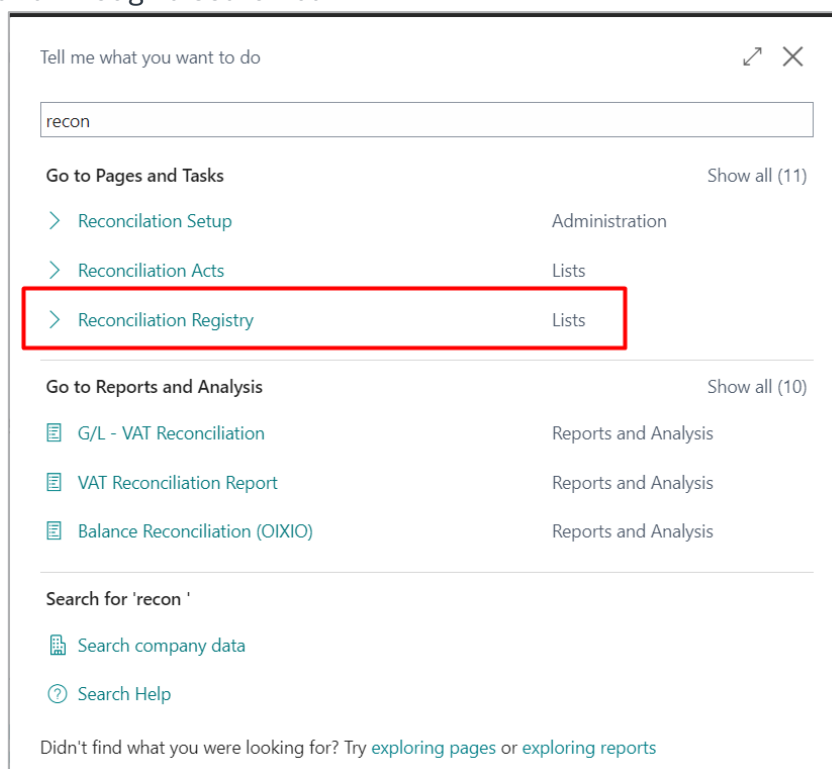 Tell me what you want to do
recon
Go to Pages and Tasks Show all (11)
Reconcilation Setup Administration
Reconciliation Acts Lists
Reconciliation Registry Lists
Go to Reports and Analysis Show all (10)
G/L - VAT Reconciliation Reports and Analysis
VAT Reconciliation Report Reports and Analysis
Balance Reconciliation (OIXIO) Reports and Analysis
Search for 'recon '
Search company data
Search Help
Didn't find what you were looking for? Try exploring pages or exploring reports